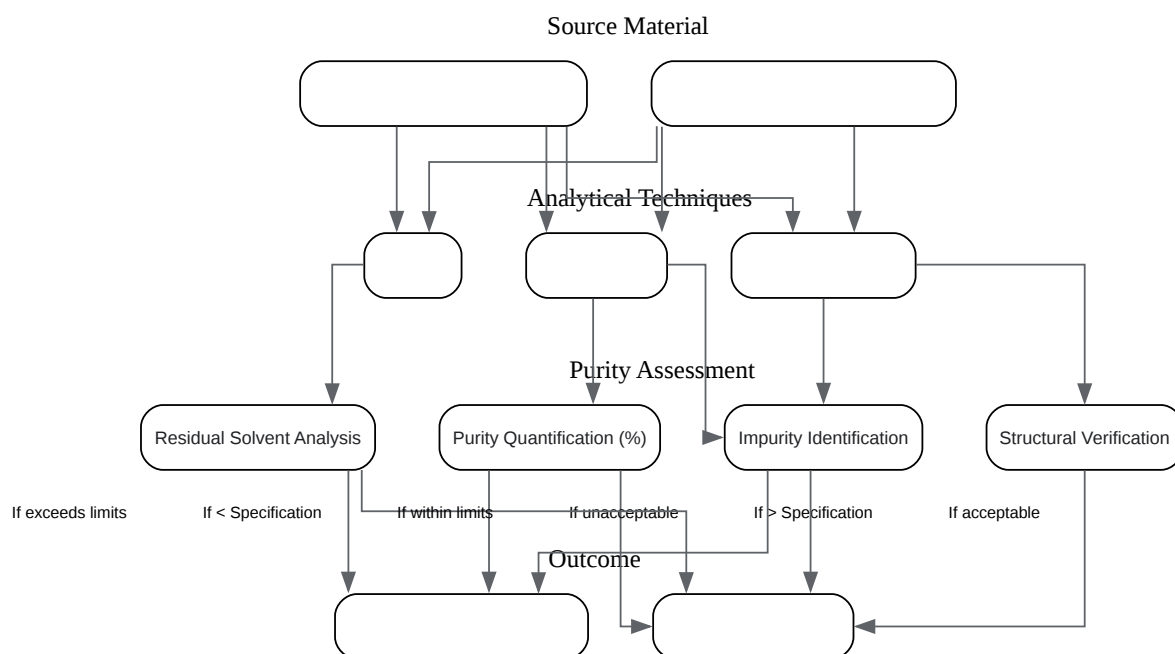 Source Material
Analytical Techniques
Purity Assessment
Residual Solvent Analysis
Purity Quantification (%)
Impurity Identification
Structural Verification
If exceeds limits
If < Specification
If within limits
If unacceptable
If > Specification
If acceptable
Outcome